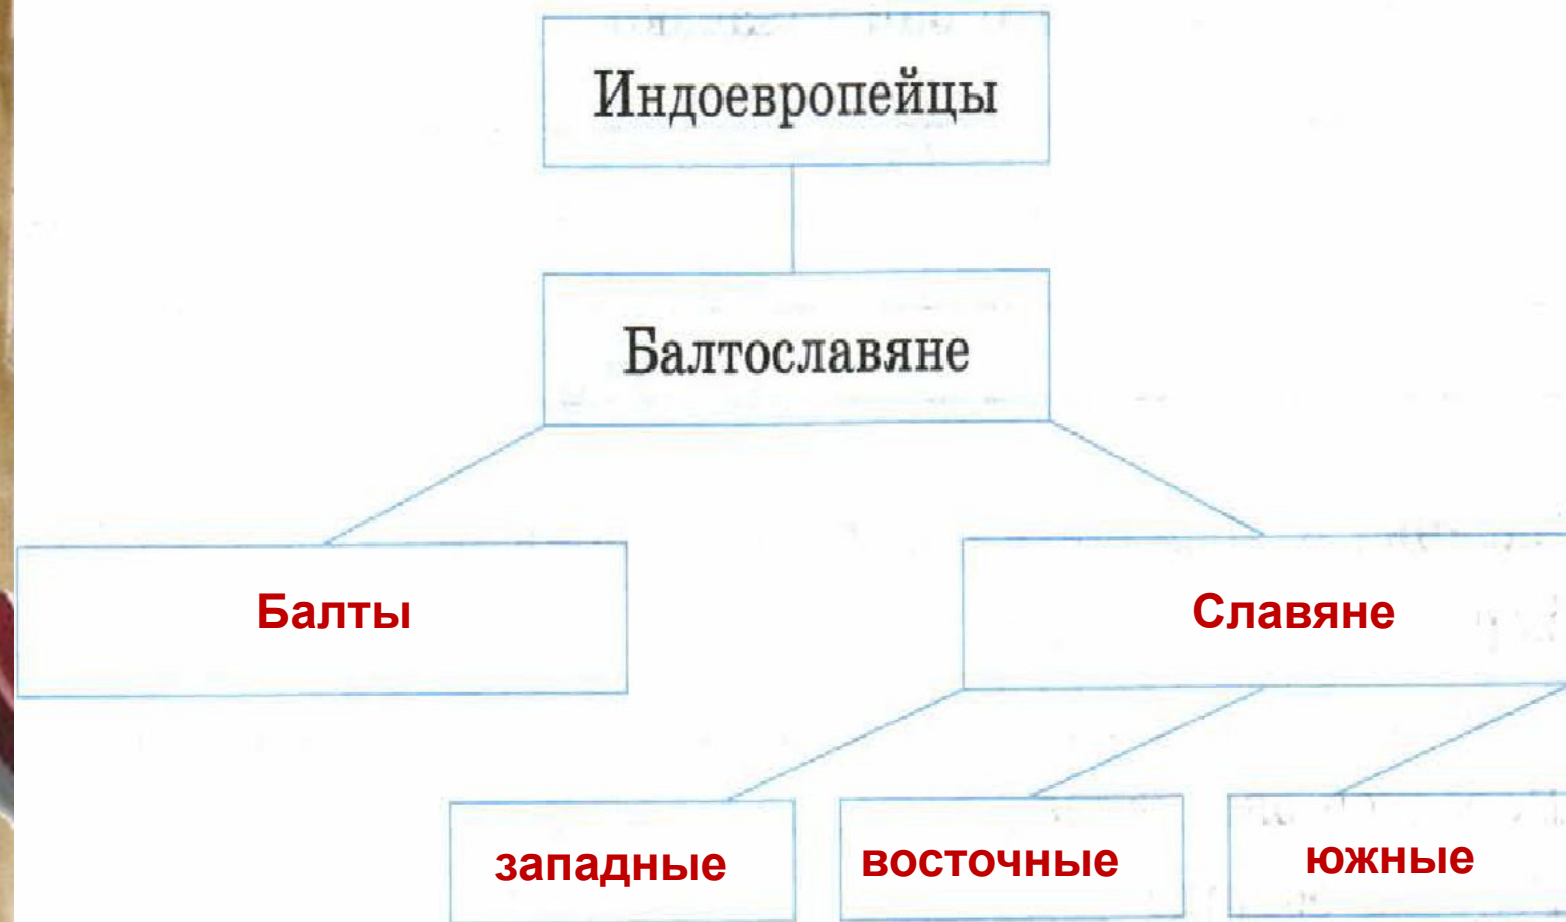 Индоевропейцы
Балтославяне
Балты
Славяне
западные
восточные
южные